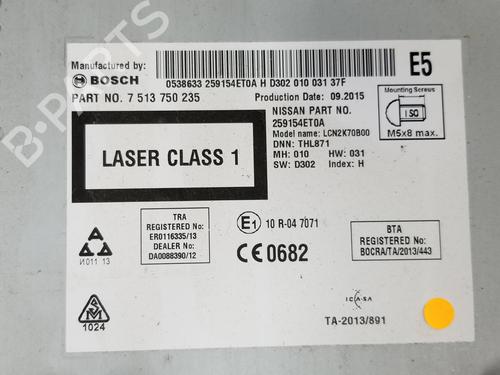 Manufactured by
BOSCH
0538633 259154ET0A H D302 010 031 37F
E5
PART NO. 7 513 750 235
Production Date: 09.2015
Mounting Screws
ISO
M5x8 max.
NISSAN PART NO.
259154ET0A
Model name: LCN2K70B00
DNN: THL871
MH: 010 HW: 031
SW: D302 Index: H
LASER CLASS 1
TRA
REGISTERED No:
ER0116335/13
DEALER No:
DA0088390/12
E1 10 R-04 7071
CE0682
BTA
REGISTERED No:
BOCRA/TA/2013/443
И011 13
1024
ICASA
TA-2013/891
B-PARTS